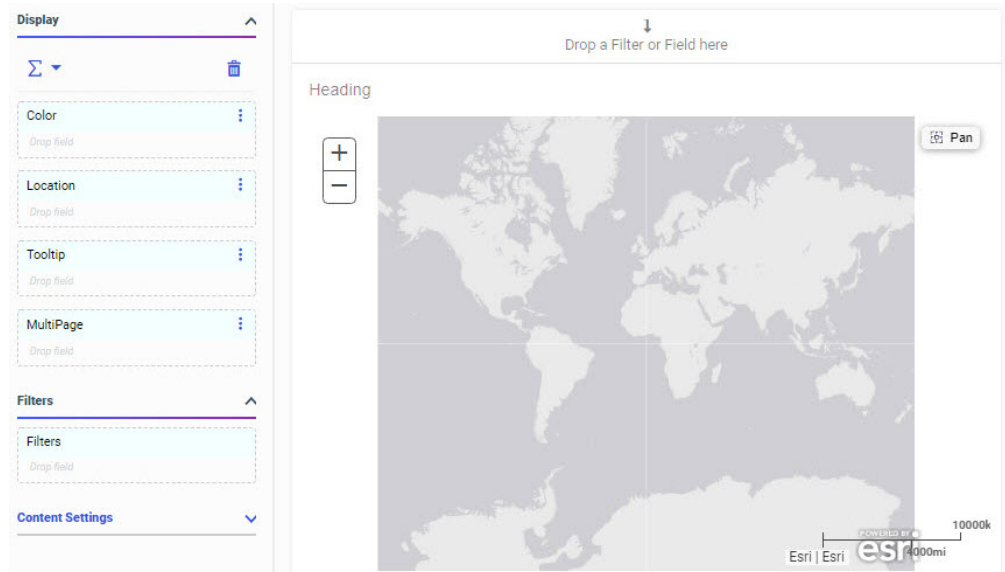 Display
Σ
Color
Drop field
Location
Drop field
Tooltip
Drop field
MultiPage
Drop field
Filters
Filters
Drop field
Content Settings
Drop a Filter or Field here
Heading
+
−
Pan
10000k
4000mi
Esri | Esri
POWERED BY
esri